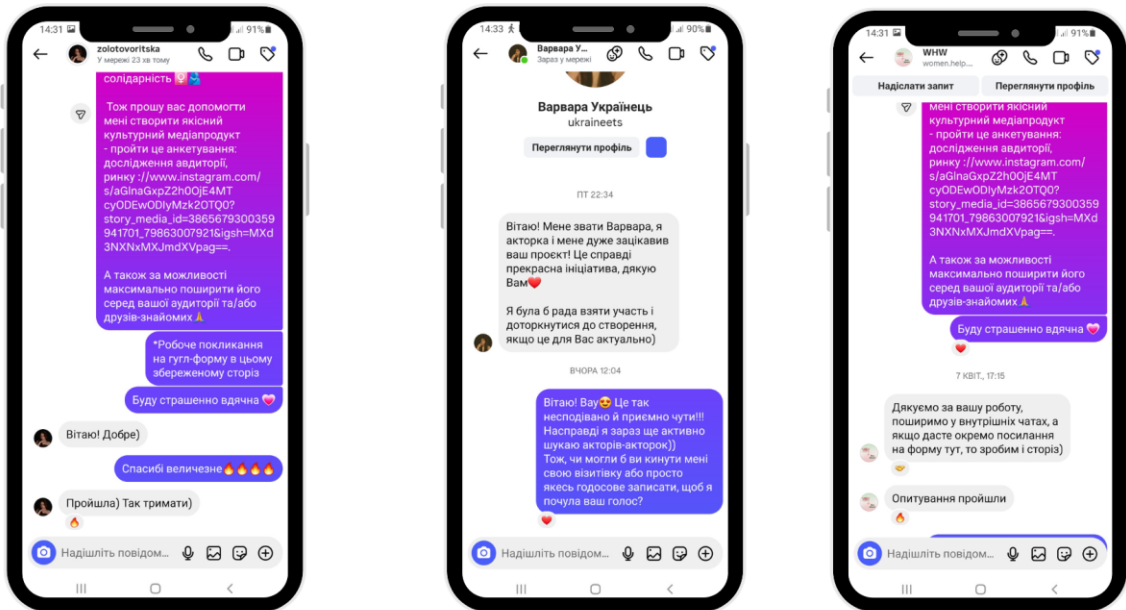 14:31
91%
zolotovoritska
У мережі 23 хв тому
солідарність
Тож прошу вас допомогти
мені створити якісний
культурний медіапродукт
- пройти це анкетування:
дослідження авдиторії,
ринку ://www.instagram.com/
s/aGlnaGxpZ2h0OjE4MT
cyODEwODIyMzk2OTQ0?
story_media_id=3865679300359
941701_79863007921&igsh=MXd
3NXNxMXJmdXVpag==.
А також за можливості
максимально поширити його
серед вашої аудиторії та/або
друзів-знайомих🙏
*Робоче покликання
на гугл-форму в цьому
збереженому сторіз
Буду страшенно вдячна 💗
Вітаю! Добре)
Спасибі величезне🔥🔥🔥🔥
Пройшла) Так тримати)
🔥
Надішліть повідом...
14:33
90%
Варвара У...
Зараз у мережі
Варвара Українець
ukraineets
Переглянути профіль
ПТ 22:34
Вітаю! Мене звати Варвара, я
акторка і мене дуже зацікавив
ваш проєкт! Це справді
прекрасна ініціатива, дякую
Вам❤️
Я була б рада взяти участь і
доторкнутися до створення,
якщо це для Вас актуально)
ВЧОРА 12:04
Вітаю! Вау😍 Це так
несподівано й приємно чути!!!
Насправді я зараз ще активно
шукаю акторів-акторок))
Тож, чи могли б ви кинути мені
свою візитівку або просто
якесь годосове записати, щоб я
почула ваш голос?
❤️
Надішліть повідом...
14:31
91%
WHW
women.help...
Надіслати запит
Переглянути профіль
мені створити якісний
культурний медіапродукт
- пройти це анкетування:
дослідження авдиторії,
ринку ://www.instagram.com/
s/aGlnaGxpZ2h0OjE4MT
cyODEwODIyMzk2OTQ0?
story_media_id=3865679300359
941701_79863007921&igsh=MXd
3NXNxMXJmdXVpag==.
А також за можливості
максимально поширити його
серед вашої аудиторії та/або
друзів-знайомих🙏
Буду страшенно вдячна 💗
❤️
7 КВІТ., 17:15
Дякуємо за вашу роботу,
поширимо у внутрішніх чатах, а
якщо дасте окремо посилання
на форму тут, то зробим і сторіз)
🤝
Опитування пройшли
🔥
Надішліть повідом...